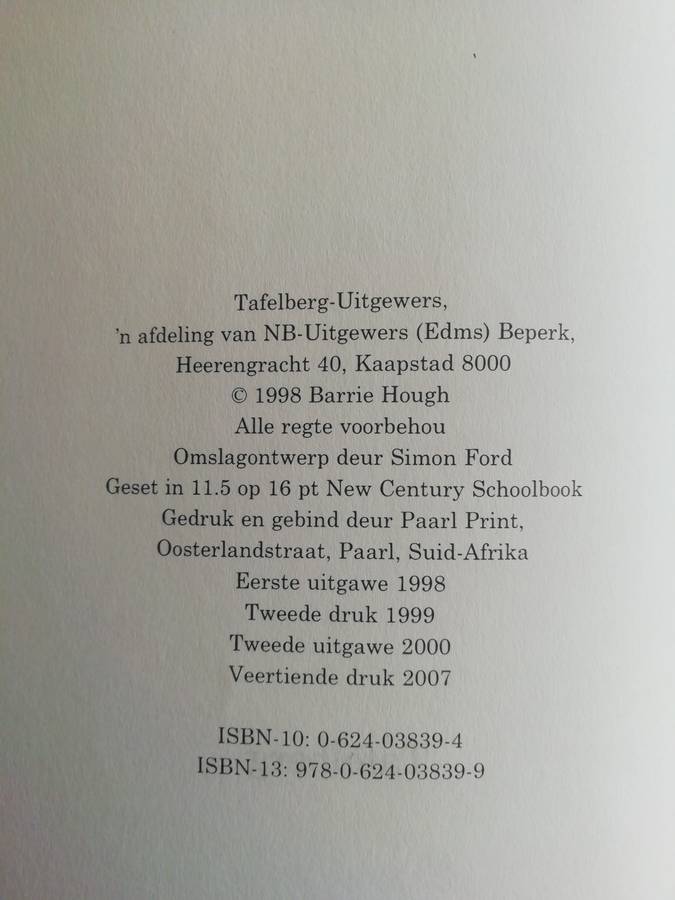 Tafelberg-Uitgewers,
'n afdeling van NB-Uitgewers (Edms) Beperk,
Heerengracht 40, Kaapstad 8000
© 1998 Barrie Hough
Alle regte voorbehou
Omslagontwerp deur Simon Ford
Geset in 11.5 op 16 pt New Century Schoolbook
Gedruk en gebind deur Paarl Print,
Oosterlandstraat, Paarl, Suid-Afrika
Eerste uitgawe 1998
Tweede druk 1999
Tweede uitgawe 2000
Veertiende druk 2007
ISBN-10: 0-624-03839-4
ISBN-13: 978-0-624-03839-9